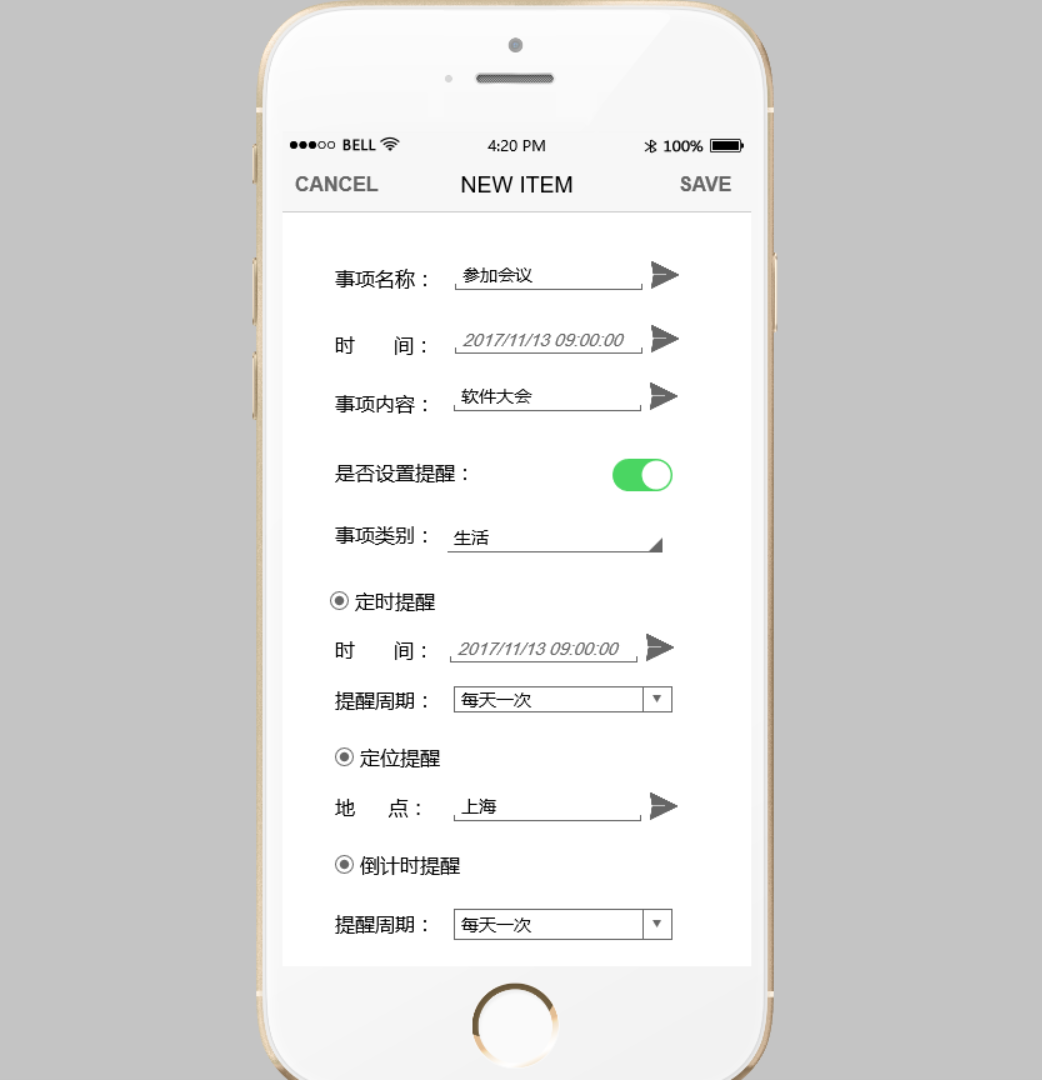 BELL 4:20 PM 100%
CANCEL NEW ITEM SAVE
事项名称： 参加会议
时 间： 2017/11/13 09:00:00
事项内容： 软件大会
是否设置提醒：
事项类别： 生活
定时提醒
时 间： 2017/11/13 09:00:00
提醒周期： 每天一次
定位提醒
地 点： 上海
倒计时提醒
提醒周期： 每天一次